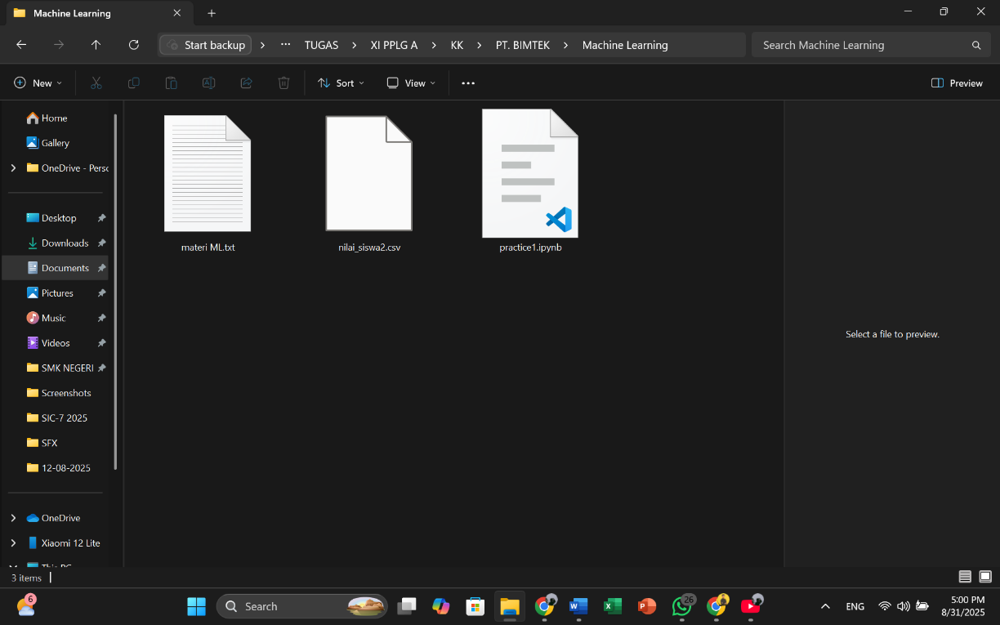 Machine Learning
Start backup
TUGAS
XI PPLG A
KK
PT. BIMTEK
Machine Learning
Search Machine Learning
New
Sort
View
Preview
Home
Gallery
OneDrive - Perso
Desktop
Downloads
Documents
Pictures
Music
Videos
SMK NEGERI
Screenshots
SIC-7 2025
SFX
12-08-2025
OneDrive
Xiaomi 12 Lite
This PC
materi ML.txt
nilai_siswa2.csv
practice1.ipynb
Select a file to preview.
3 items
6
Search
26
ENG
5:00 PM
8/31/2025